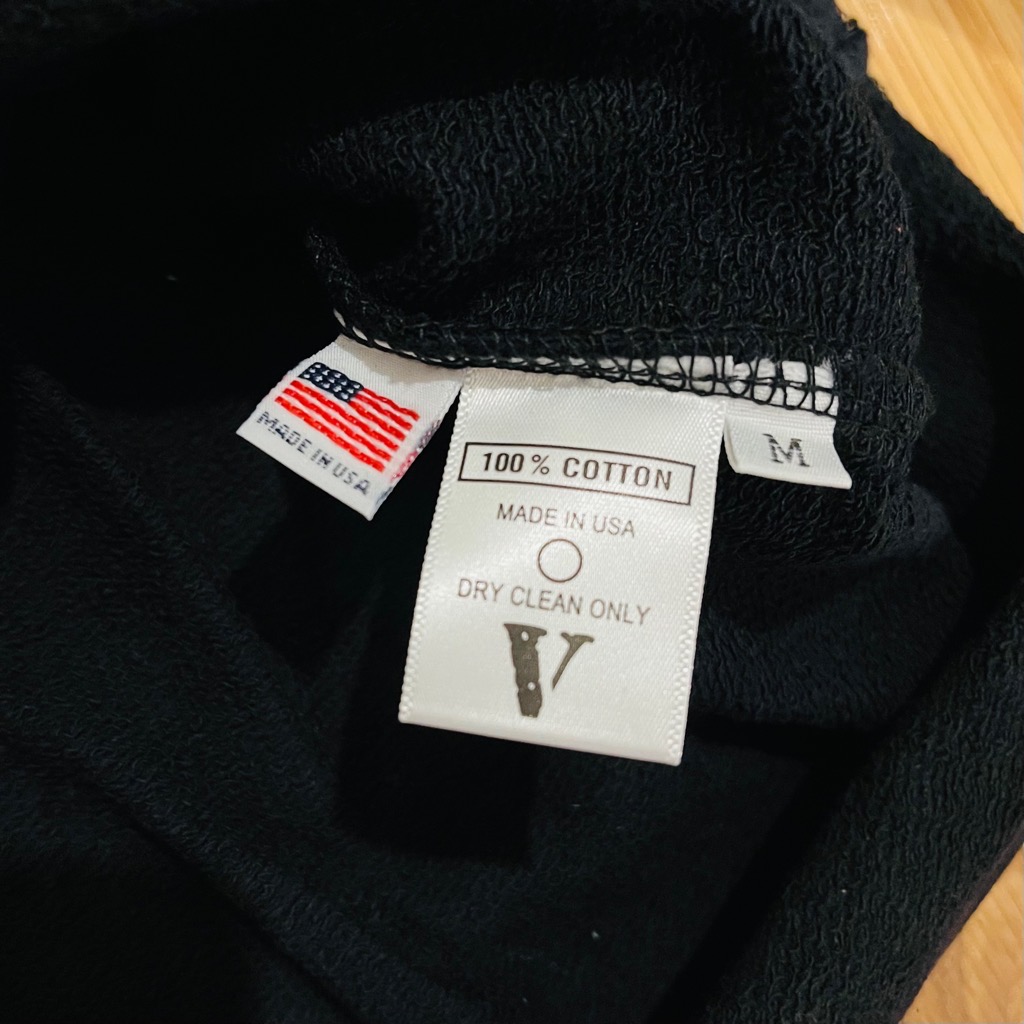 MADE IN USA
100% COTTON
MADE IN USA
DRY CLEAN ONLY
V
M